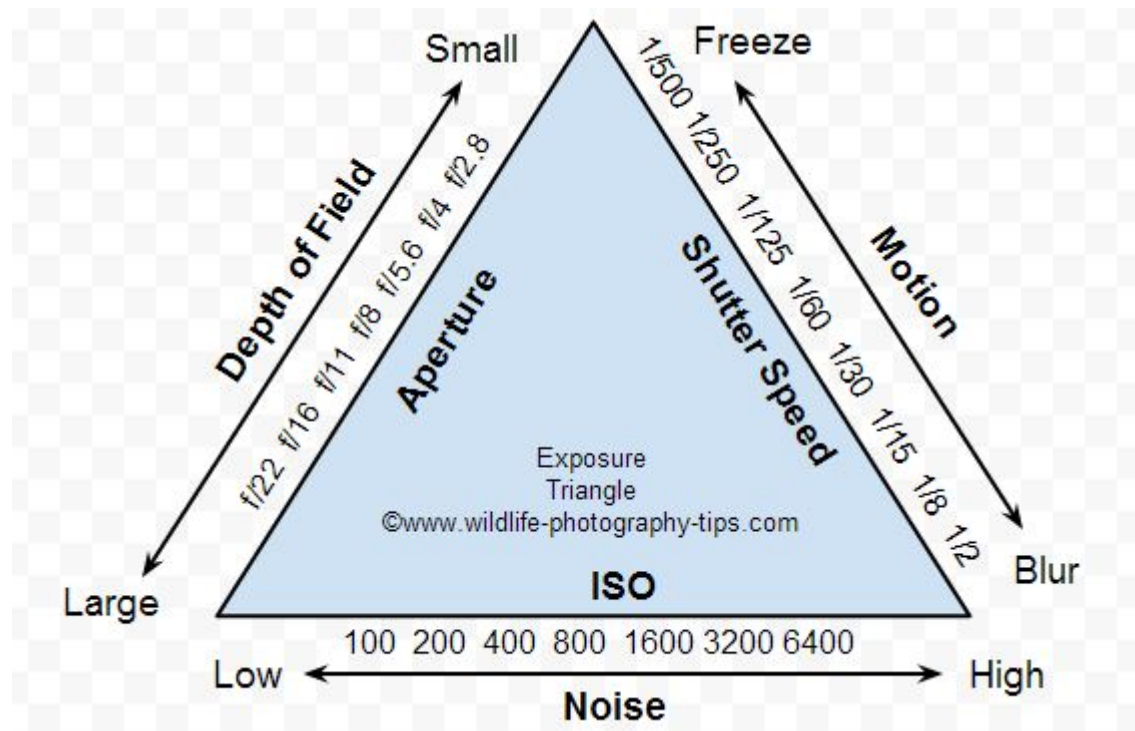 Small
Freeze
Depth of Field
f/22 f/16 f/11 f/8 f/5.6 f/4 f/2.8
Aperture
1/500 1/250 1/125 1/60 1/30 1/15 1/8 1/2
Shutter Speed
Motion
Exposure
Triangle
©www.wildlife-photography-tips.com
Large
Blur
ISO
100 200 400 800 1600 3200 6400
Low
High
Noise